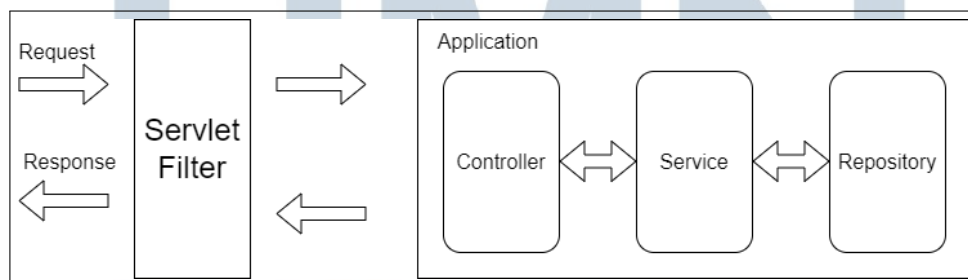 Request
Response
Servlet
Filter
Application
Controller
Service
Repository